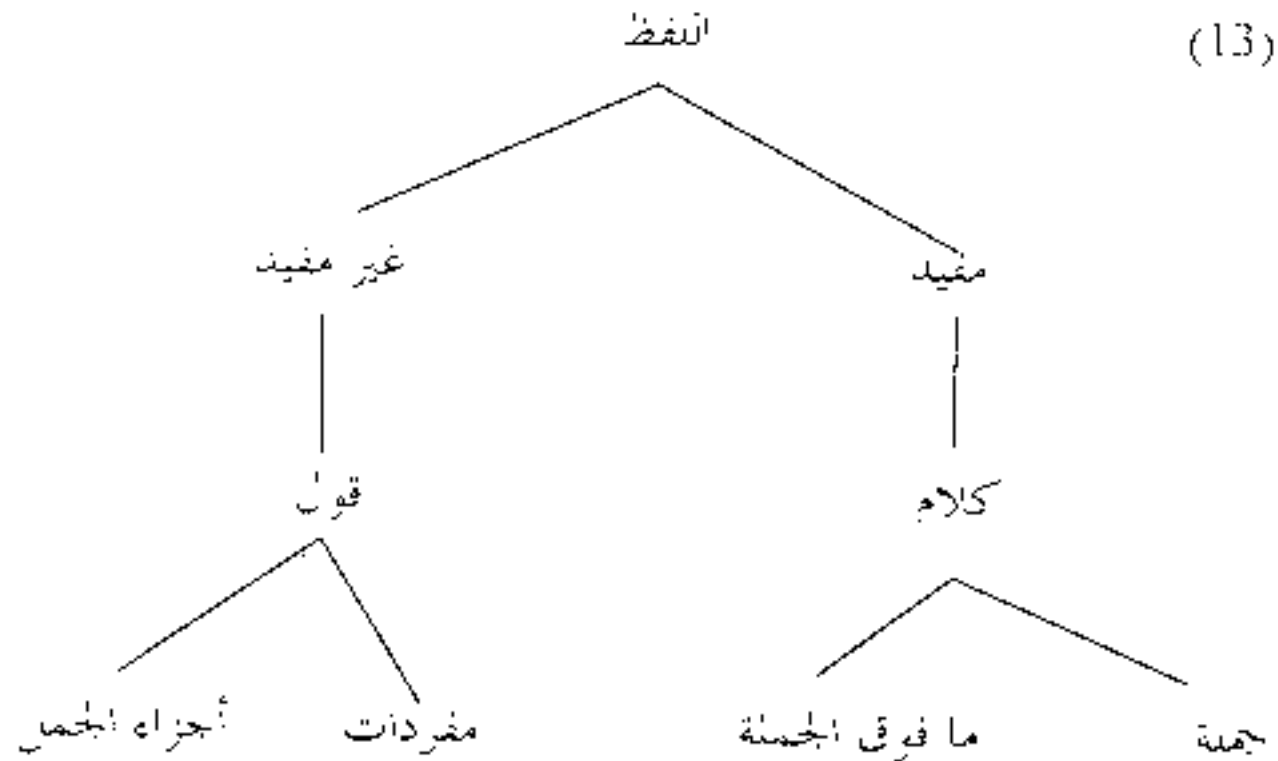 (13)
اللفظ
مفيد
غير مفيد
كلام
قول
جملة
ما فوق الجملة
مفردات
أجزاء الجمل